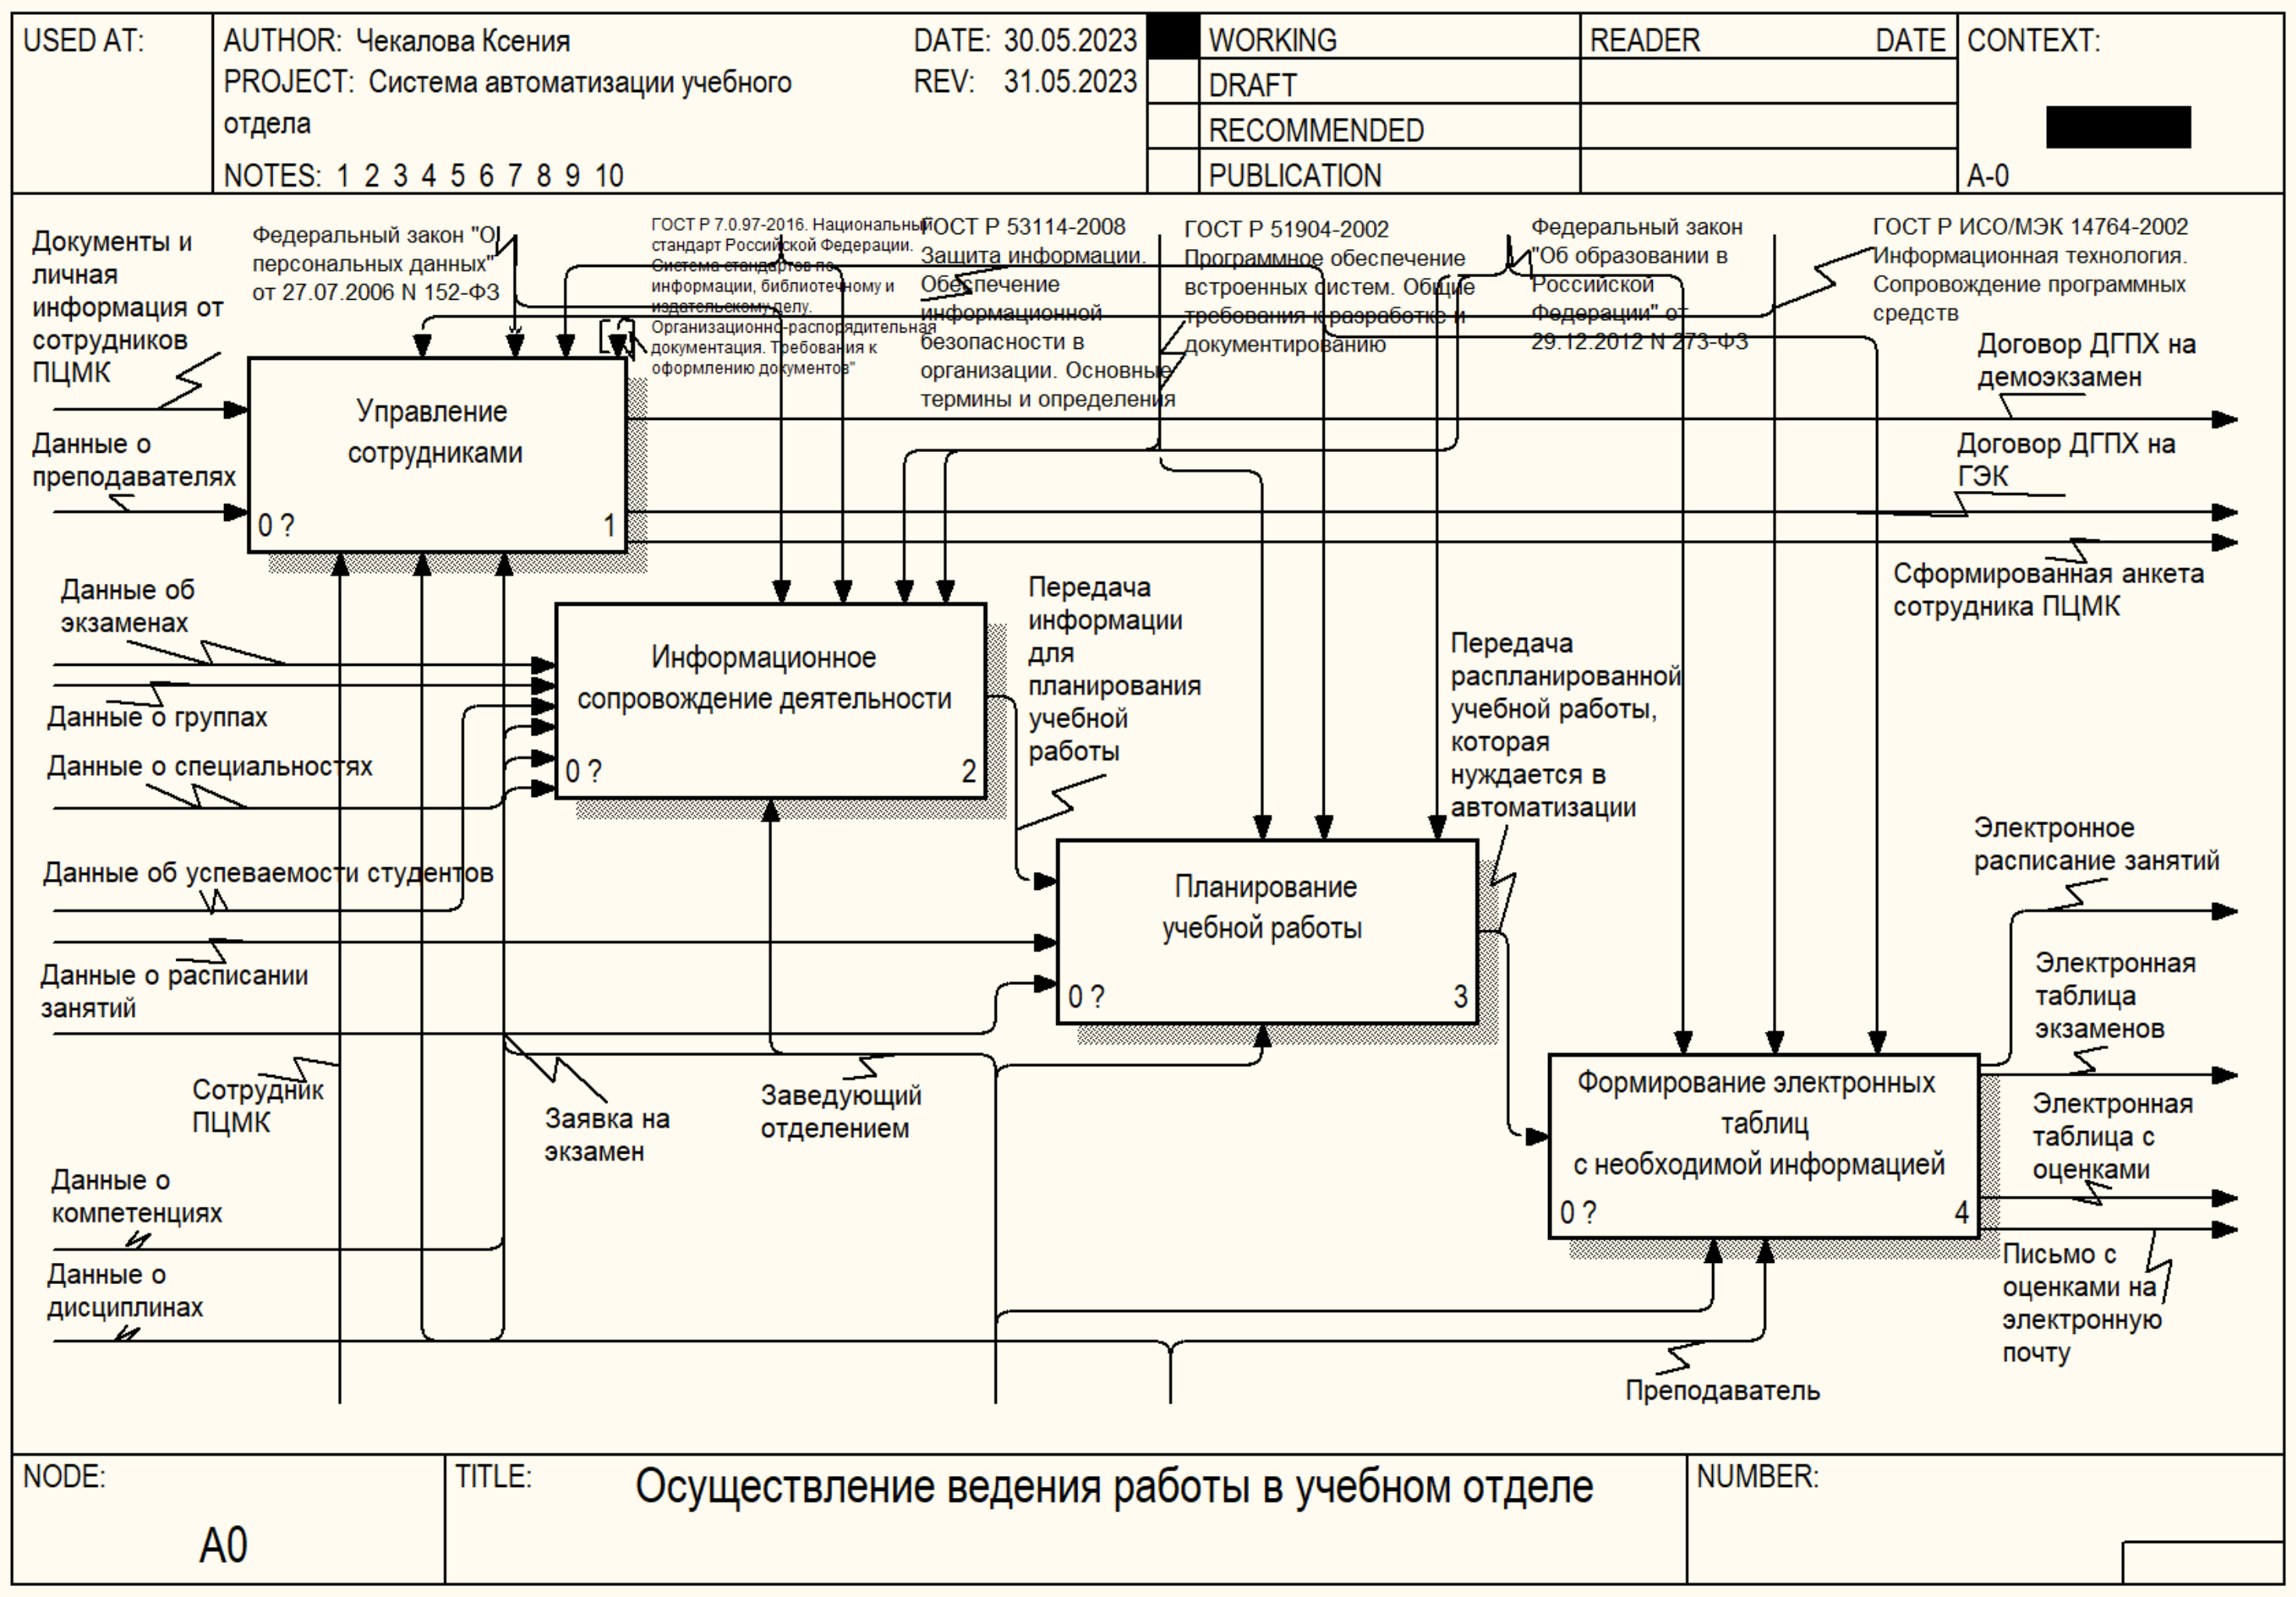 USED AT:
AUTHOR: Чекалова Ксения
DATE: 30.05.2023
PROJECT: Система автоматизации учебного
отдела
REV: 31.05.2023
NOTES: 1 2 3 4 5 6 7 8 9 10
WORKING
DRAFT
RECOMMENDED
PUBLICATION
READER DATE
CONTEXT:
A-0
Документы и
личная
информация от
сотрудников
ПЦМК
Федеральный закон "О
персональных данных"
от 27.07.2006 N 152-ФЗ
ГОСТ Р 7.0.97-2016. Национальный
стандарт Российской Федерации.
Система стандартов по
информации, библиотечному и
издательскому делу.
Организационно-распорядительная
документация. Требования к
оформлению документов"
ГОСТ Р 53114-2008
Защита информации.
Обеспечение
информационной
безопасности в
организации. Основные
термины и определения
ГОСТ Р 51904-2002
Программное обеспечение
встроенных систем. Общие
требования к разработке и
документированию
Федеральный закон
"Об образовании в
Российской
Федерации" от
29.12.2012 N 273-ФЗ
ГОСТ Р ИСО/МЭК 14764-2002
Информационная технология.
Сопровождение программных
средств
Договор ДГПХ на
демоэкзамен
Данные о
преподавателях
Управление
сотрудниками
0 ?
1
Договор ДГПХ на
ГЭК
Сформированная анкета
сотрудника ПЦМК
Данные об
экзаменах
Данные о группах
Данные о специальностях
Информационное
сопровождение деятельности
0 ?
2
Передача
информации
для
планирования
учебной
работы
Передача
распланированной
учебной работы,
которая
нуждается в
автоматизации
Данные об успеваемости студентов
Данные о расписании
занятий
Планирование
учебной работы
0 ?
3
Электронное
расписание занятий
Электронная
таблица
экзаменов
Сотрудник
ПЦМК
Заявка на
экзамен
Заведующий
отделением
Формирование электронных
таблиц
с необходимой информацией
0 ?
4
Электронная
таблица с
оценками
Данные о
компетенциях
Данные о
дисциплинах
Письмо с
оценками на
электронную
почту
Преподаватель
NODE:
A0
TITLE:
Осуществление ведения работы в учебном отделе
NUMBER: